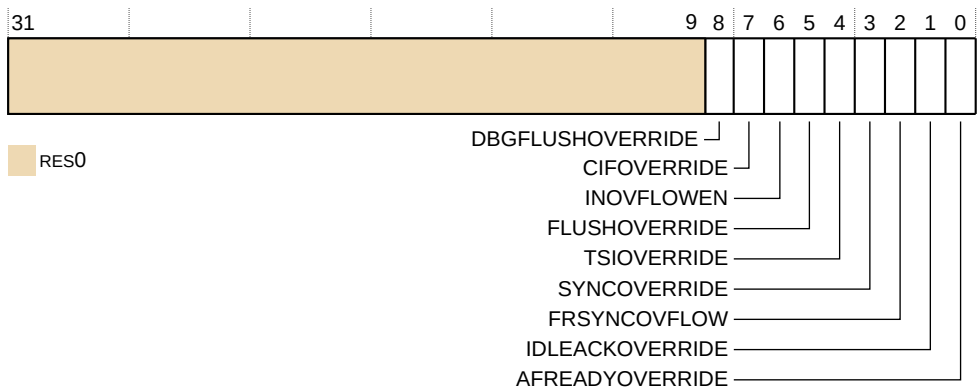 31 9 8 7 6 5 4 3 2 1 0
DBGFLUSHOVERRIDE
RES0
CIFOVERRIDE
INOVFLOWEN
FLUSHOVERRIDE
TSIOVERRIDE
SYNCOVERRIDE
FRSYNCOVFLOW
IDLEACKOVERRIDE
AFREADYOVERRIDE